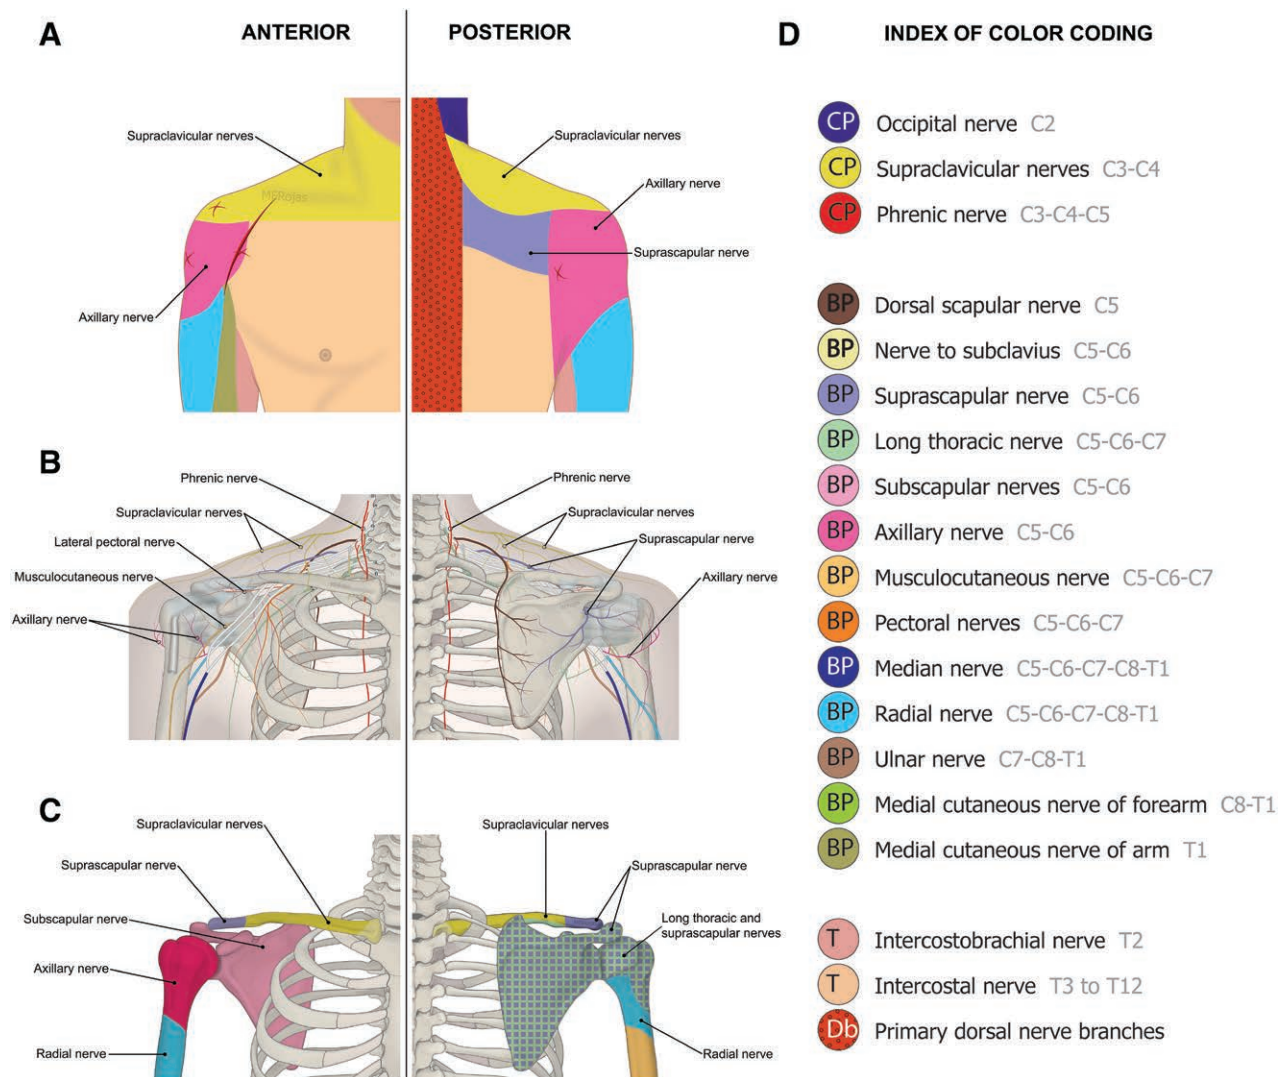 A
ANTERIOR
POSTERIOR
Supraclavicular nerves
MFRojas
Axillary nerve
Supraclavicular nerves
Axillary nerve
Suprascapular nerve
B
Phrenic nerve
Supraclavicular nerves
Lateral pectoral nerve
Musculocutaneous nerve
Axillary nerve
Phrenic nerve
Supraclavicular nerves
Suprascapular nerve
Axillary nerve
C
Supraclavicular nerves
Suprascapular nerve
Subscapular nerve
Axillary nerve
Radial nerve
Supraclavicular nerves
Suprascapular nerve
Long thoracic and
suprascapular nerves
Radial nerve
D
INDEX OF COLOR CODING
CP Occipital nerve C2
CP Supraclavicular nerves C3-C4
CP Phrenic nerve C3-C4-C5
BP Dorsal scapular nerve C5
BP Nerve to subclavius C5-C6
BP Suprascapular nerve C5-C6
BP Long thoracic nerve C5-C6-C7
BP Subscapular nerves C5-C6
BP Axillary nerve C5-C6
BP Musculocutaneous nerve C5-C6-C7
BP Pectoral nerves C5-C6-C7
BP Median nerve C5-C6-C7-C8-T1
BP Radial nerve C5-C6-C7-C8-T1
BP Ulnar nerve C7-C8-T1
BP Medial cutaneous nerve of forearm C8-T1
BP Medial cutaneous nerve of arm T1
T Intercostobrachial nerve T2
T Intercostal nerve T3 to T12
Db Primary dorsal nerve branches